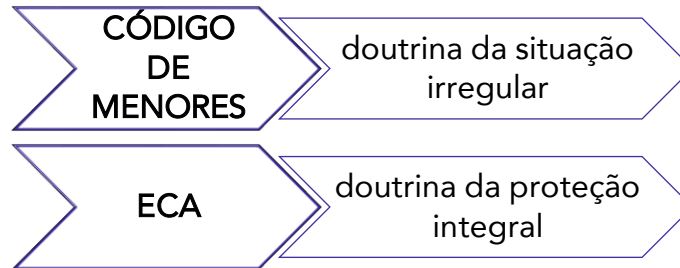 CÓDIGO
DE
MENORES
doutrina da situação
irregular
ECA
doutrina da proteção
integral